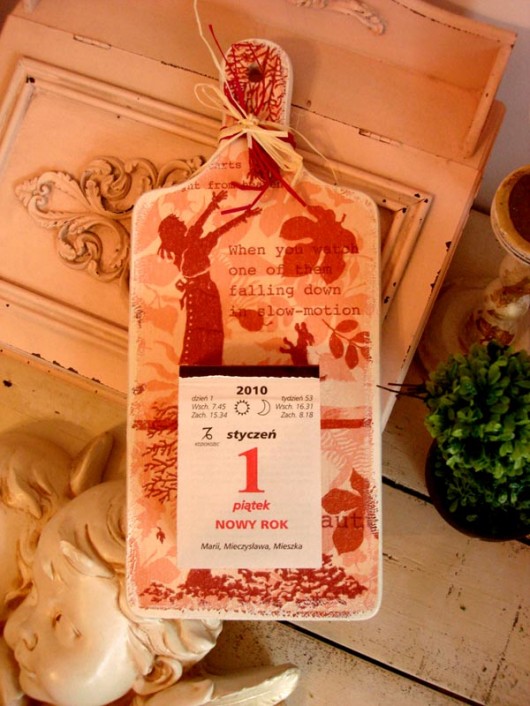 When you watch
one of them
falling down
in slow-motion
2010
dzień 1
Wsch. 7.45
Zach. 15.34
tydzień 53
Wsch. 16.31
Zach. 8.18
styczeń
1
piątek
NOWY ROK
Marii, Mieczysława, Mieszka
aut